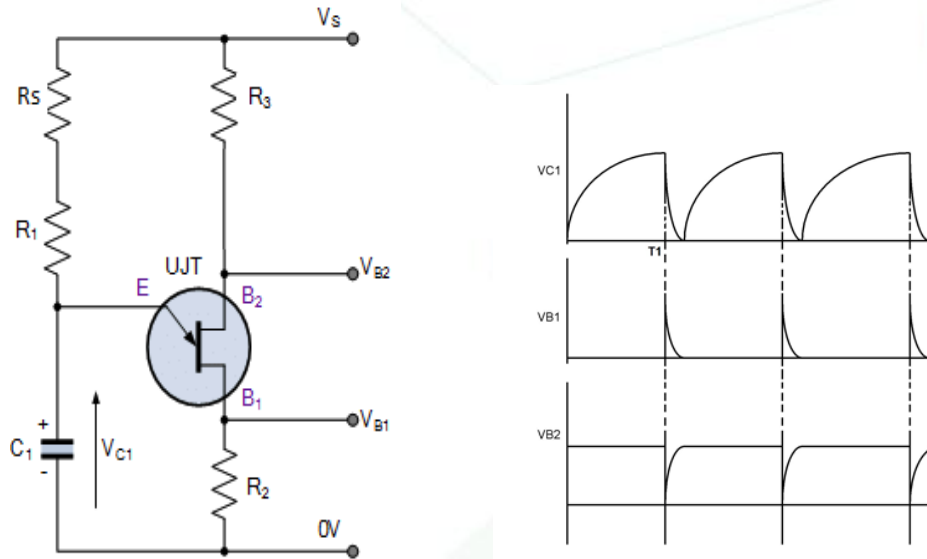 Vs
Rs
R3
R1
UJT
VB2
E
B2
B1
VB1
C1
+
-
VC1
R2
0V
VC1
T1
VB1
VB2